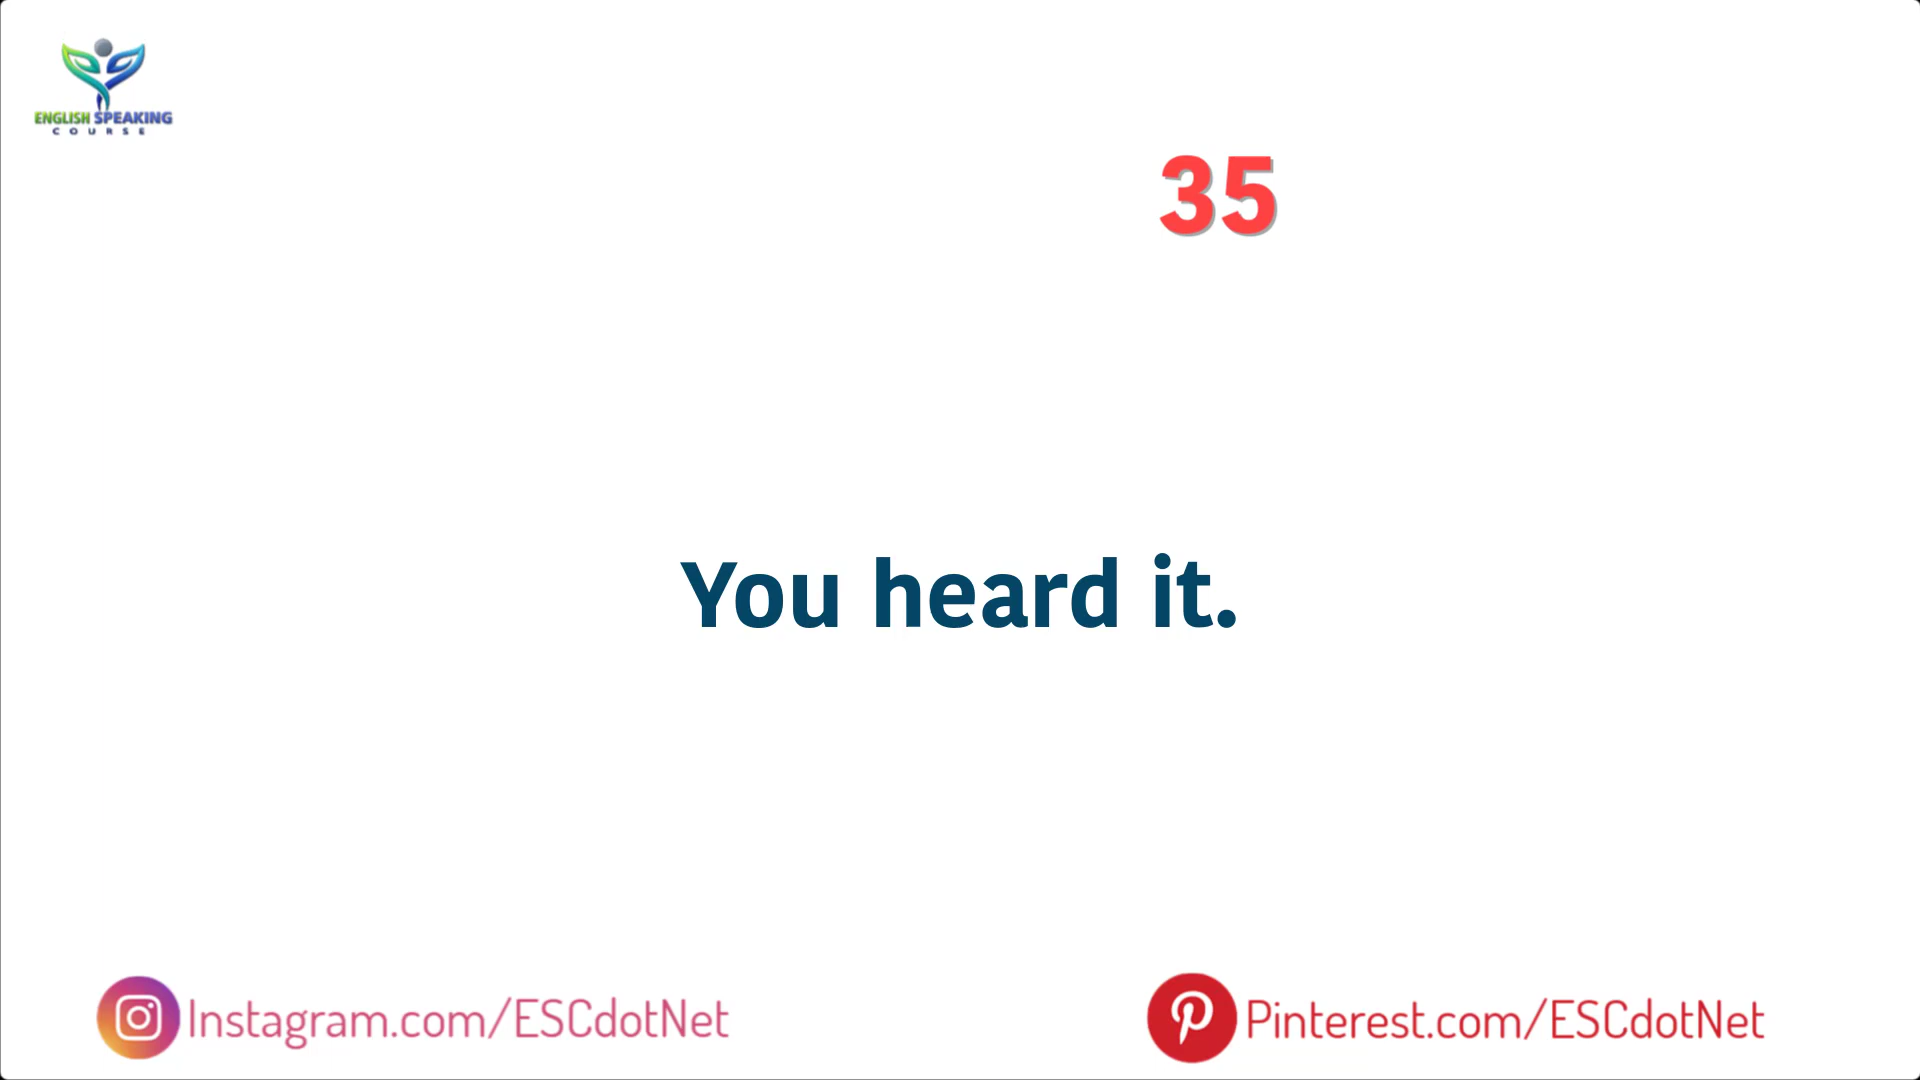 ENGLISH SPEAKING
COURSE
35
You heard it.
Instagram.com/ESCdotNet
Pinterest.com/ESCdotNet